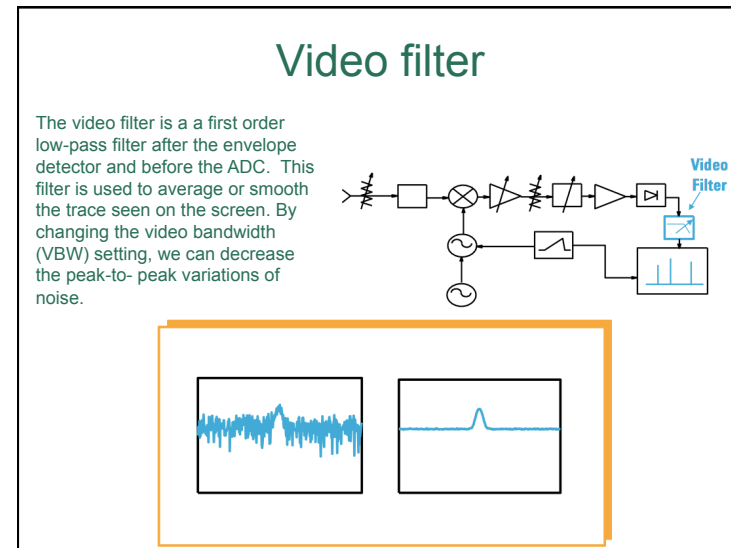 Video filter
The video filter is a a first order
low-pass filter after the envelope
detector and before the ADC.  This
filter is used to average or smooth
the trace seen on the screen. By
changing the video bandwidth
(VBW) setting, we can decrease
the peak-to- peak variations of
noise.
Video
Filter